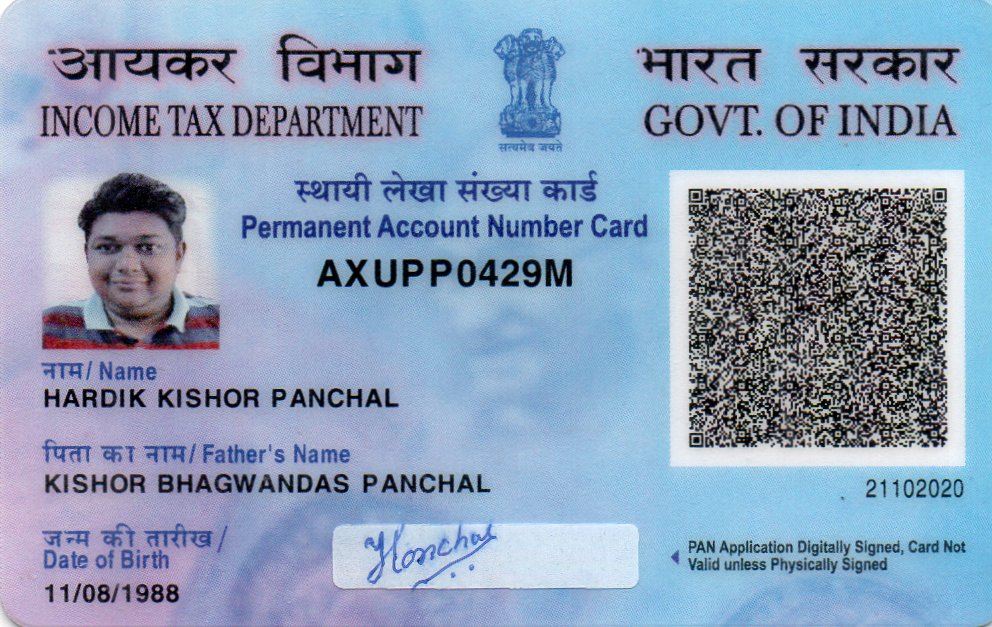 आयकर विभाग
INCOME TAX DEPARTMENT
सत्यमेव जयते
भारत सरकार
GOVT. OF INDIA
स्थायी लेखा संख्या कार्ड
Permanent Account Number Card
AXUPP0429M
नाम/ Name
HARDIK KISHOR PANCHAL
पिता का नाम/ Father's Name
KISHOR BHAGWANDAS PANCHAL
21102020
जन्म की तारीख/
Date of Birth
11/08/1988
PAN Application Digitally Signed, Card Not
Valid unless Physically Signed